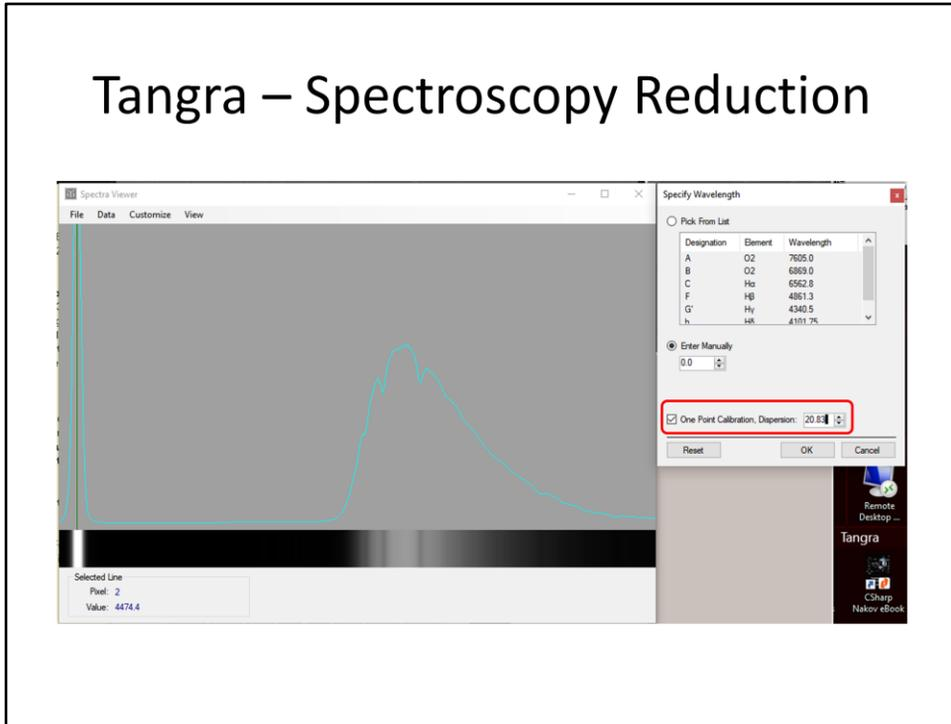 Tangra – Spectroscopy Reduction
Spectra Viewer
File Data Customize View
Selected Line
Pixel: 2
Value: 4474.4
Specify Wavelength
Pick From List
Designation Element Wavelength
A O2 7605.0
B O2 6869.0
C Hα 6562.8
F Hβ 4861.3
G' Hγ 4340.5
h Hδ 4101.75
Enter Manually
0.0
One Point Calibration, Dispersion: 20.83
Reset OK Cancel
Remote
Desktop ...
Tangra
CSharp
Nakov eBook